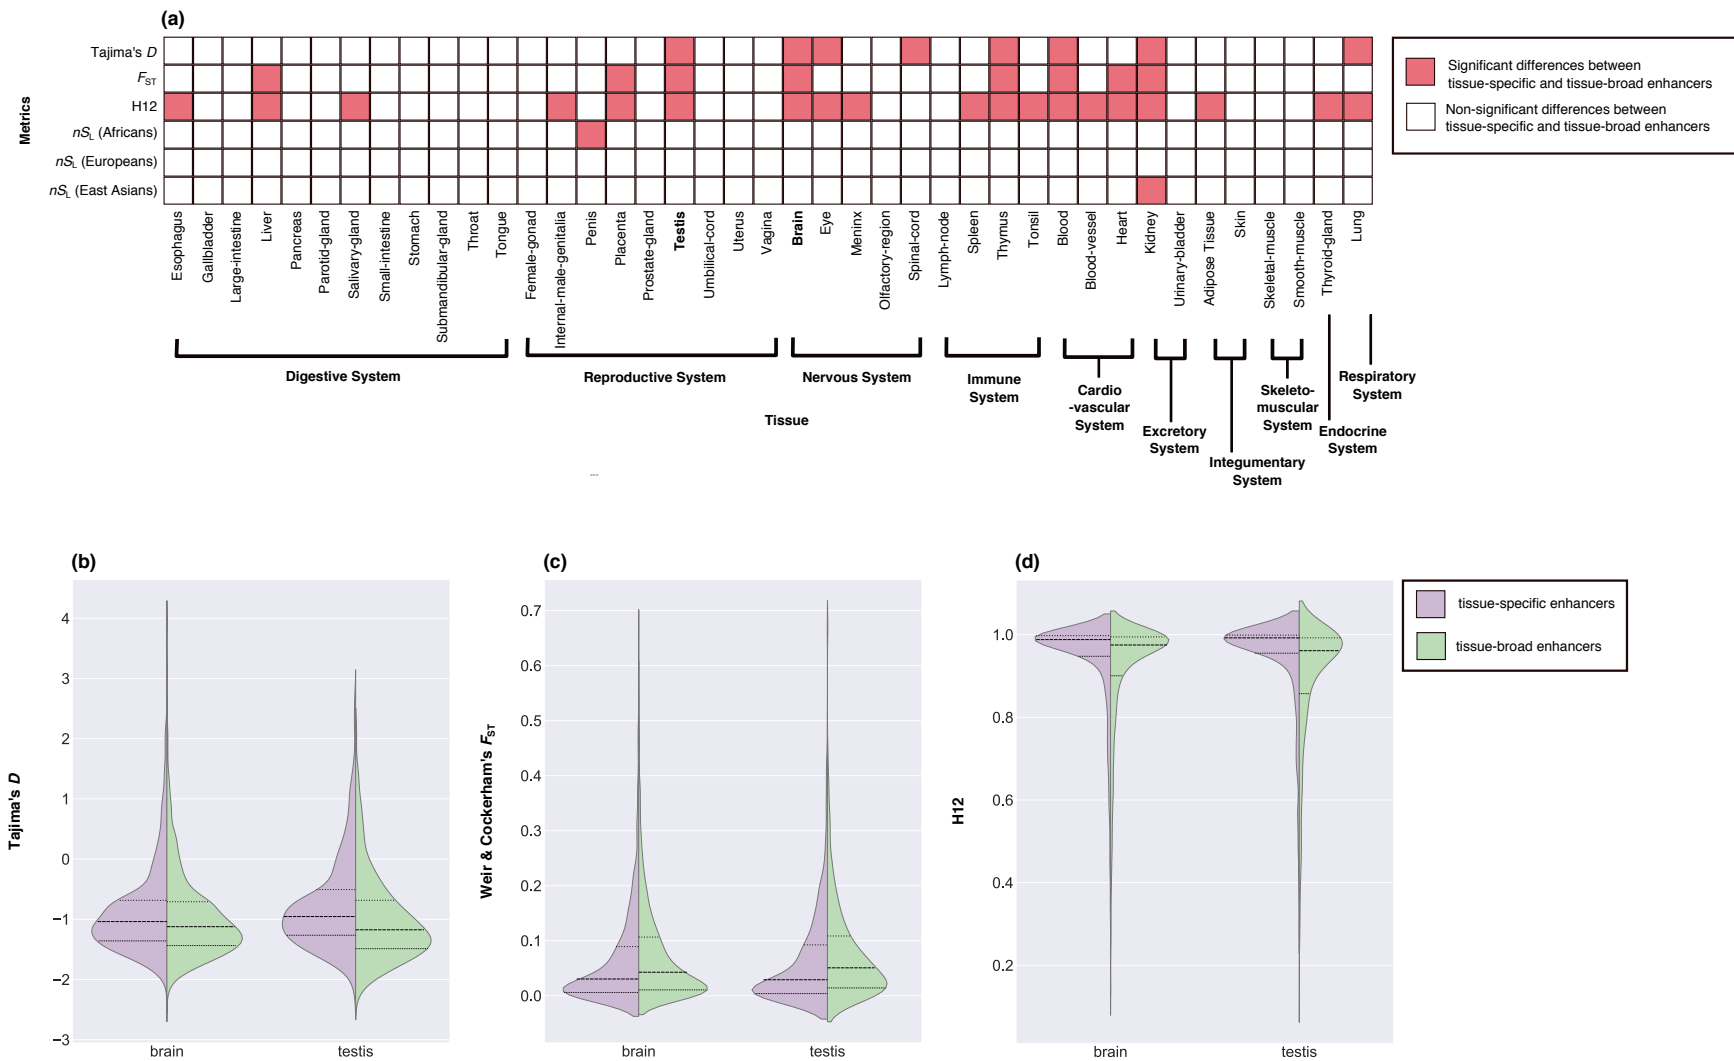 (a)
Metrics
Tajima's D
FST
H12
nSL (Africans)
nSL (Europeans)
nSL (East Asians)
Significant differences between
tissue-specific and tissue-broad enhancers
Non-significant differences between
tissue-specific and tissue-broad enhancers
Esophagus
Gallbladder
Large-intestine
Liver
Pancreas
Parotid-gland
Salivary-gland
Small-intestine
Stomach
Submandibular-gland
Throat
Tongue
Female-gonad
Internal-male-genitalia
Penis
Placenta
Prostate-gland
Testis
Umbilical-cord
Uterus
Vagina
Brain
Eye
Meninx
Olfactory-region
Spinal-cord
Lymph-node
Spleen
Thymus
Tonsil
Blood
Blood-vessel
Heart
Kidney
Urinary-bladder
Adipose Tissue
Skin
Skeletal-muscle
Smooth-muscle
Thyroid-gland
Lung
Digestive System
Reproductive System
Nervous System
Immune
System
Cardio
-vascular
System
Excretory
System
Integumentary
System
Skeleto-
muscular
System
Endocrine
System
Respiratory
System
Tissue
(b)
Tajima's D
4
3
2
1
0
−1
−2
−3
brain
testis
(c)
Weir & Cockerham's FST
0.7
0.6
0.5
0.4
0.3
0.2
0.1
0.0
brain
testis
(d)
H12
1.0
0.8
0.6
0.4
0.2
brain
testis
tissue-specific enhancers
tissue-broad enhancers